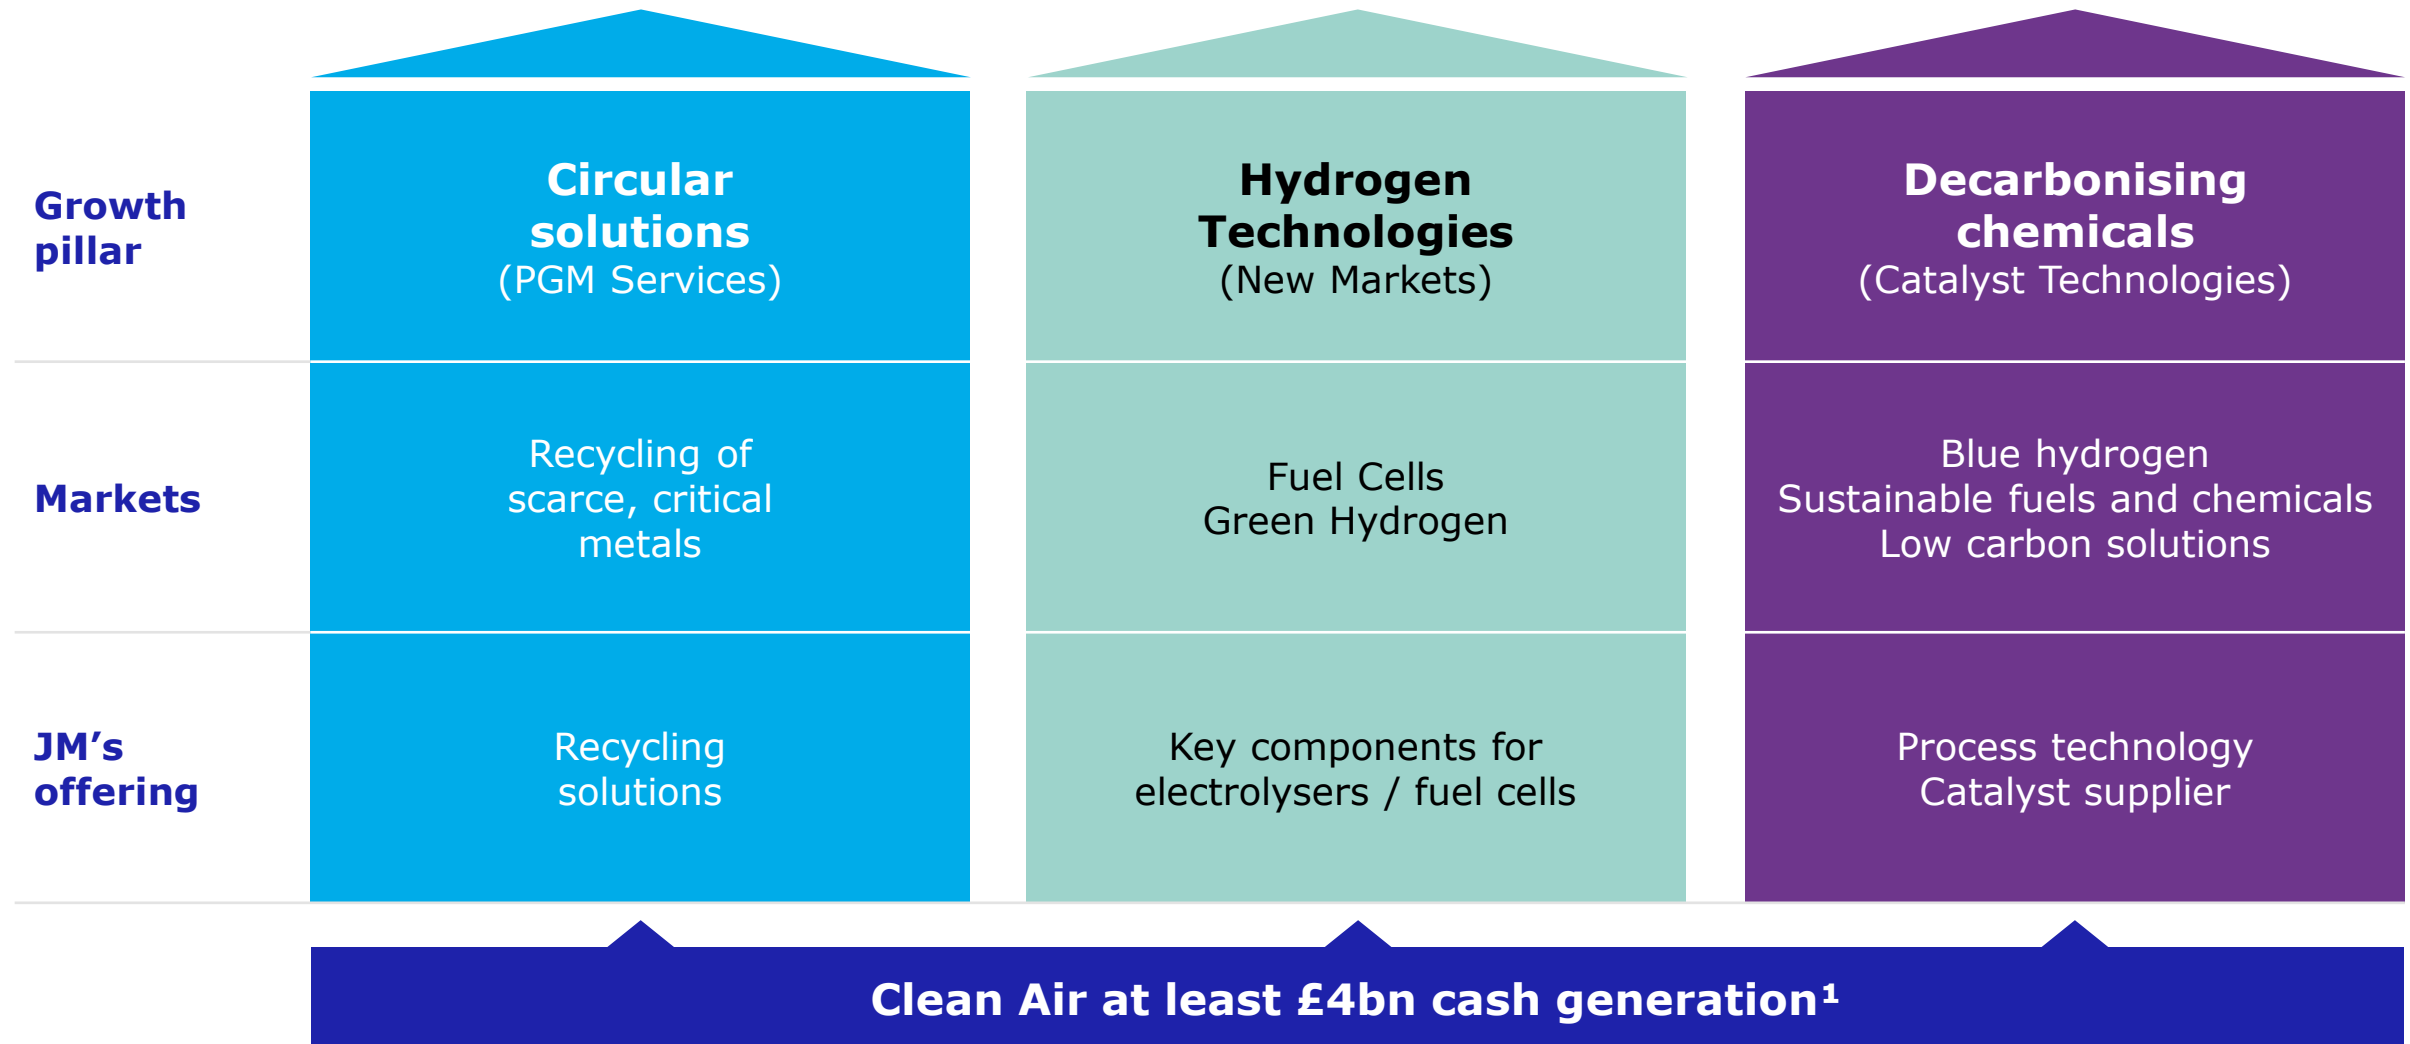 Growth
pillar
Circular
solutions
(PGM Services)
Hydrogen
Technologies
(New Markets)
Decarbonising
chemicals
(Catalyst Technologies)
Markets
Recycling of
scarce, critical
metals
Fuel Cells
Green Hydrogen
Blue hydrogen
Sustainable fuels and chemicals
Low carbon solutions
JM’s
offering
Recycling
solutions
Key components for
electrolysers / fuel cells
Process technology
Catalyst supplier
Clean Air at least £4bn cash generation¹